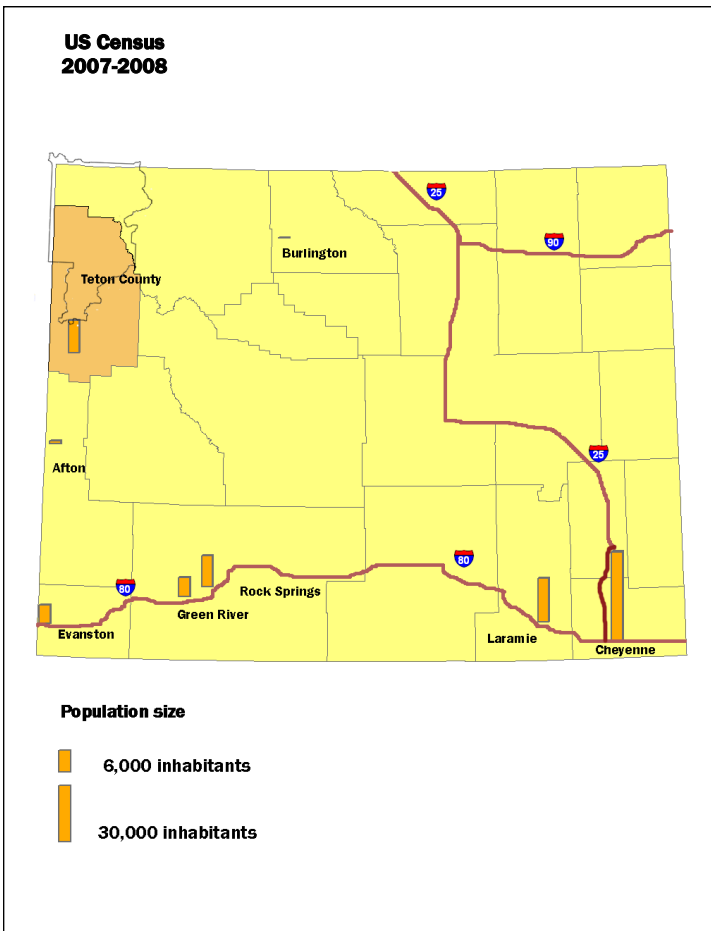 US Census
2007-2008
25
90
Burlington
Teton County
25
Afton
80
80
Rock Springs
Green River
Evanston
Laramie
Cheyenne
Population size
6,000 inhabitants
30,000 inhabitants